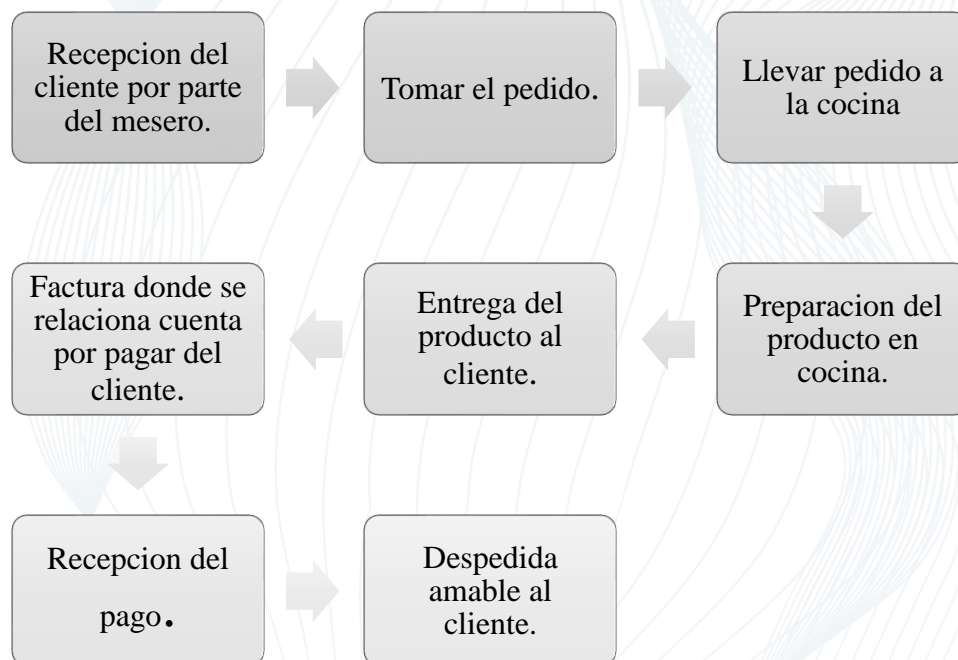 Recepcion del
cliente por parte
del mesero.
Tomar el pedido.
Llevar pedido a
la cocina
Preparacion del
producto en
cocina.
Entrega del
producto al
cliente.
Factura donde se
relaciona cuenta
por pagar del
cliente.
Recepcion del
pago.
Despedida
amable al
cliente.